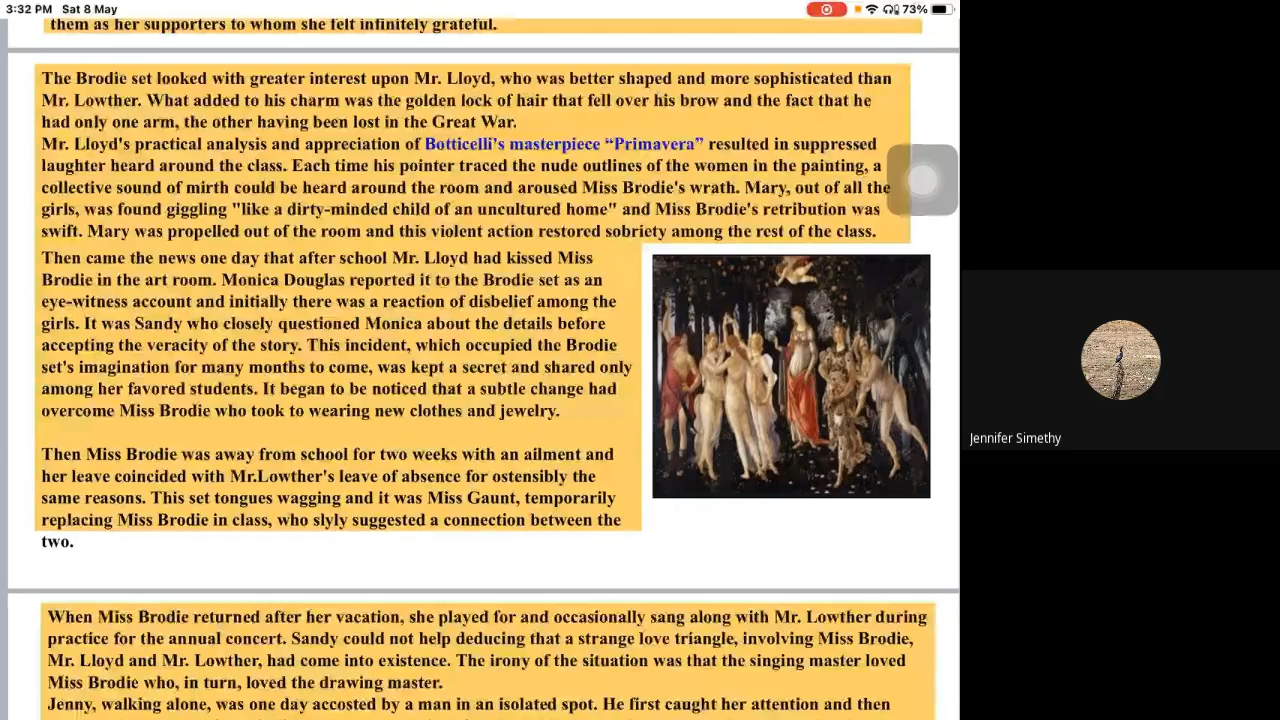 3:32 PM Sat 8 May
73%
them as her supporters to whom she felt infinitely grateful.
The Brodie set looked with greater interest upon Mr. Lloyd, who was better shaped and more sophisticated than
Mr. Lowther. What added to his charm was the golden lock of hair that fell over his brow and the fact that he
had only one arm, the other having been lost in the Great War.
Mr. Lloyd's practical analysis and appreciation of Botticelli's masterpiece “Primavera” resulted in suppressed
laughter heard around the class. Each time his pointer traced the nude outlines of the women in the painting, a
collective sound of mirth could be heard around the room and aroused Miss Brodie's wrath. Mary, out of all the
girls, was found giggling "like a dirty-minded child of an uncultured home" and Miss Brodie's retribution was
swift. Mary was propelled out of the room and this violent action restored sobriety among the rest of the class.
Then came the news one day that after school Mr. Lloyd had kissed Miss
Brodie in the art room. Monica Douglas reported it to the Brodie set as an
eye-witness account and initially there was a reaction of disbelief among the
girls. It was Sandy who closely questioned Monica about the details before
accepting the veracity of the story. This incident, which occupied the Brodie
set's imagination for many months to come, was kept a secret and shared only
among her favored students. It began to be noticed that a subtle change had
overcome Miss Brodie who took to wearing new clothes and jewelry.
Then Miss Brodie was away from school for two weeks with an ailment and
her leave coincided with Mr.Lowther's leave of absence for ostensibly the
same reasons. This set tongues wagging and it was Miss Gaunt, temporarily
replacing Miss Brodie in class, who slyly suggested a connection between the
two.
When Miss Brodie returned after her vacation, she played for and occasionally sang along with Mr. Lowther during
practice for the annual concert. Sandy could not help deducing that a strange love triangle, involving Miss Brodie,
Mr. Lloyd and Mr. Lowther, had come into existence. The irony of the situation was that the singing master loved
Miss Brodie who, in turn, loved the drawing master.
Jenny, walking alone, was one day accosted by a man in an isolated spot. He first caught her attention and then
Jennifer Simethy